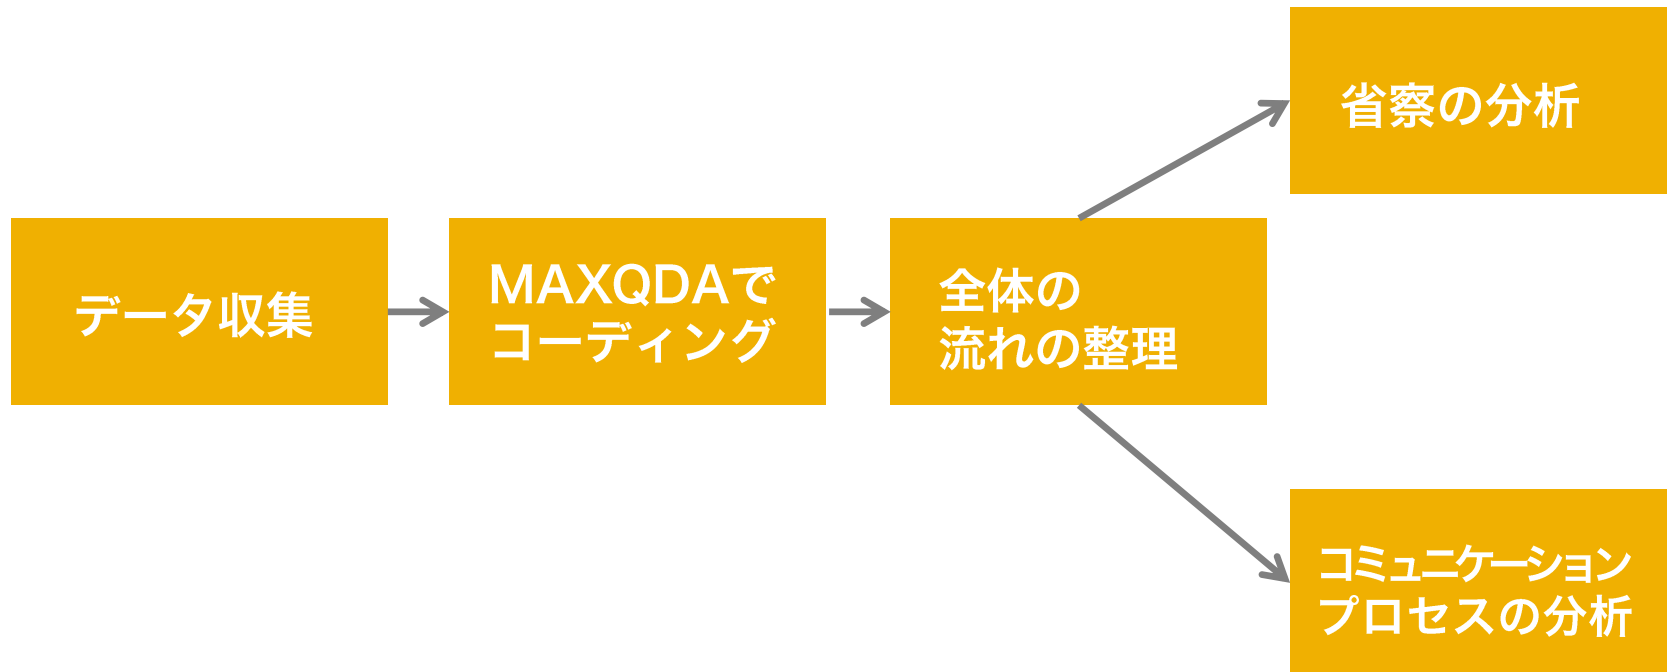 データ収集
MAXQDAで
コーディング
全体の
流れの整理
省察の分析
コミュニケーション
プロセスの分析